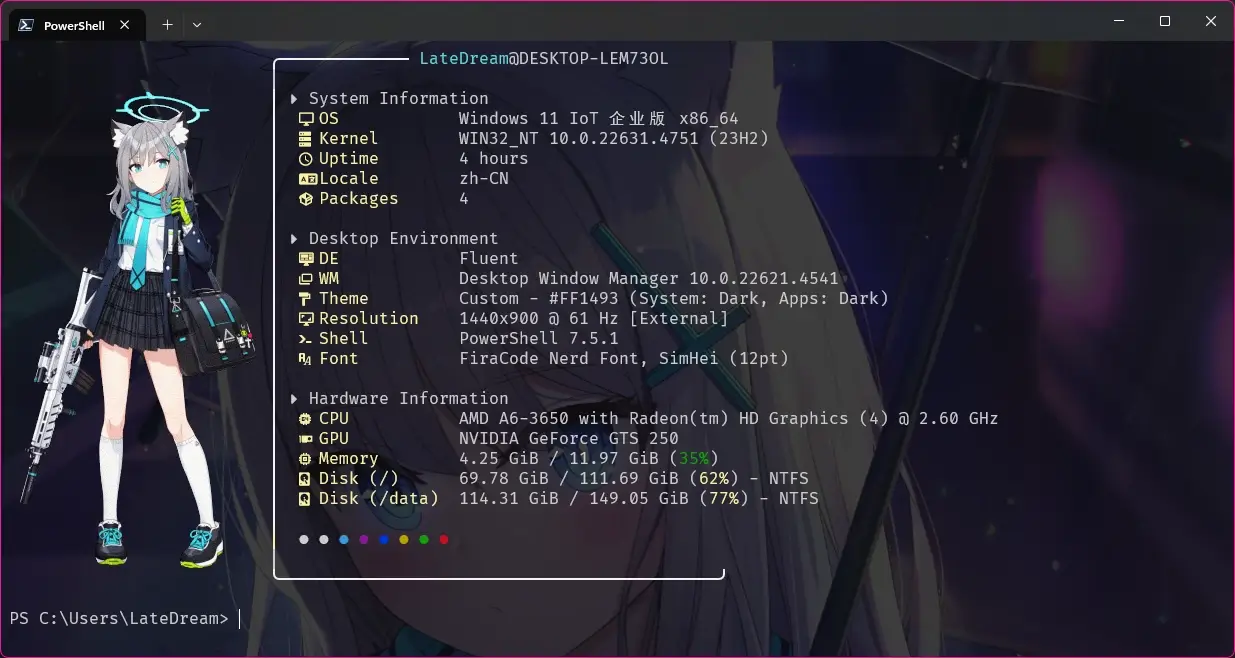 PowerShell
LateDream@DESKTOP-LEM73OL
System Information
OS Windows 11 IoT 企业版 x86_64
Kernel WIN32_NT 10.0.22631.4751 (23H2)
Uptime 4 hours
Locale zh-CN
Packages 4
Desktop Environment
DE Fluent
WM Desktop Window Manager 10.0.22621.4541
Theme Custom - #FF1493 (System: Dark, Apps: Dark)
Resolution 1440x900 @ 61 Hz [External]
Shell PowerShell 7.5.1
Font FiraCode Nerd Font, SimHei (12pt)
Hardware Information
CPU AMD A6-3650 with Radeon(tm) HD Graphics (4) @ 2.60 GHz
GPU NVIDIA GeForce GTS 250
Memory 4.25 GiB / 11.97 GiB (35%)
Disk (/) 69.78 GiB / 111.69 GiB (62%) - NTFS
Disk (/data) 114.31 GiB / 149.05 GiB (77%) - NTFS
PS C:\Users\LateDream>